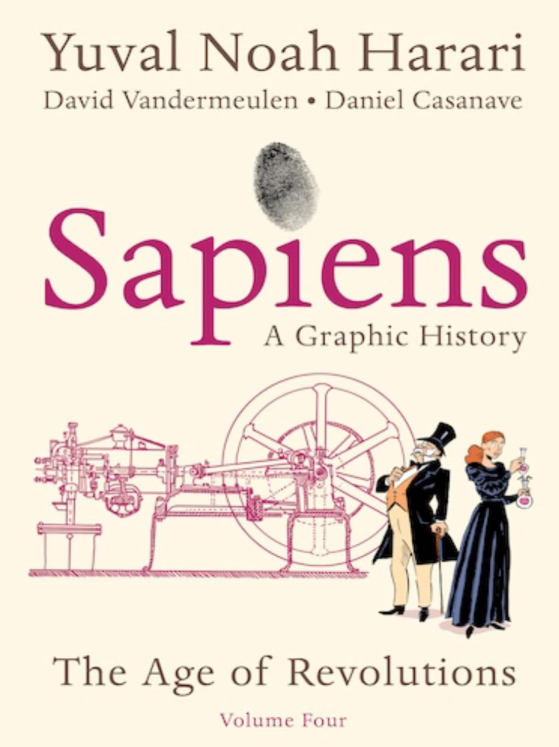 Yuval Noah Harari
David Vandermeulen • Daniel Casanave
Sapiens
A Graphic History
The Age of Revolutions
Volume Four